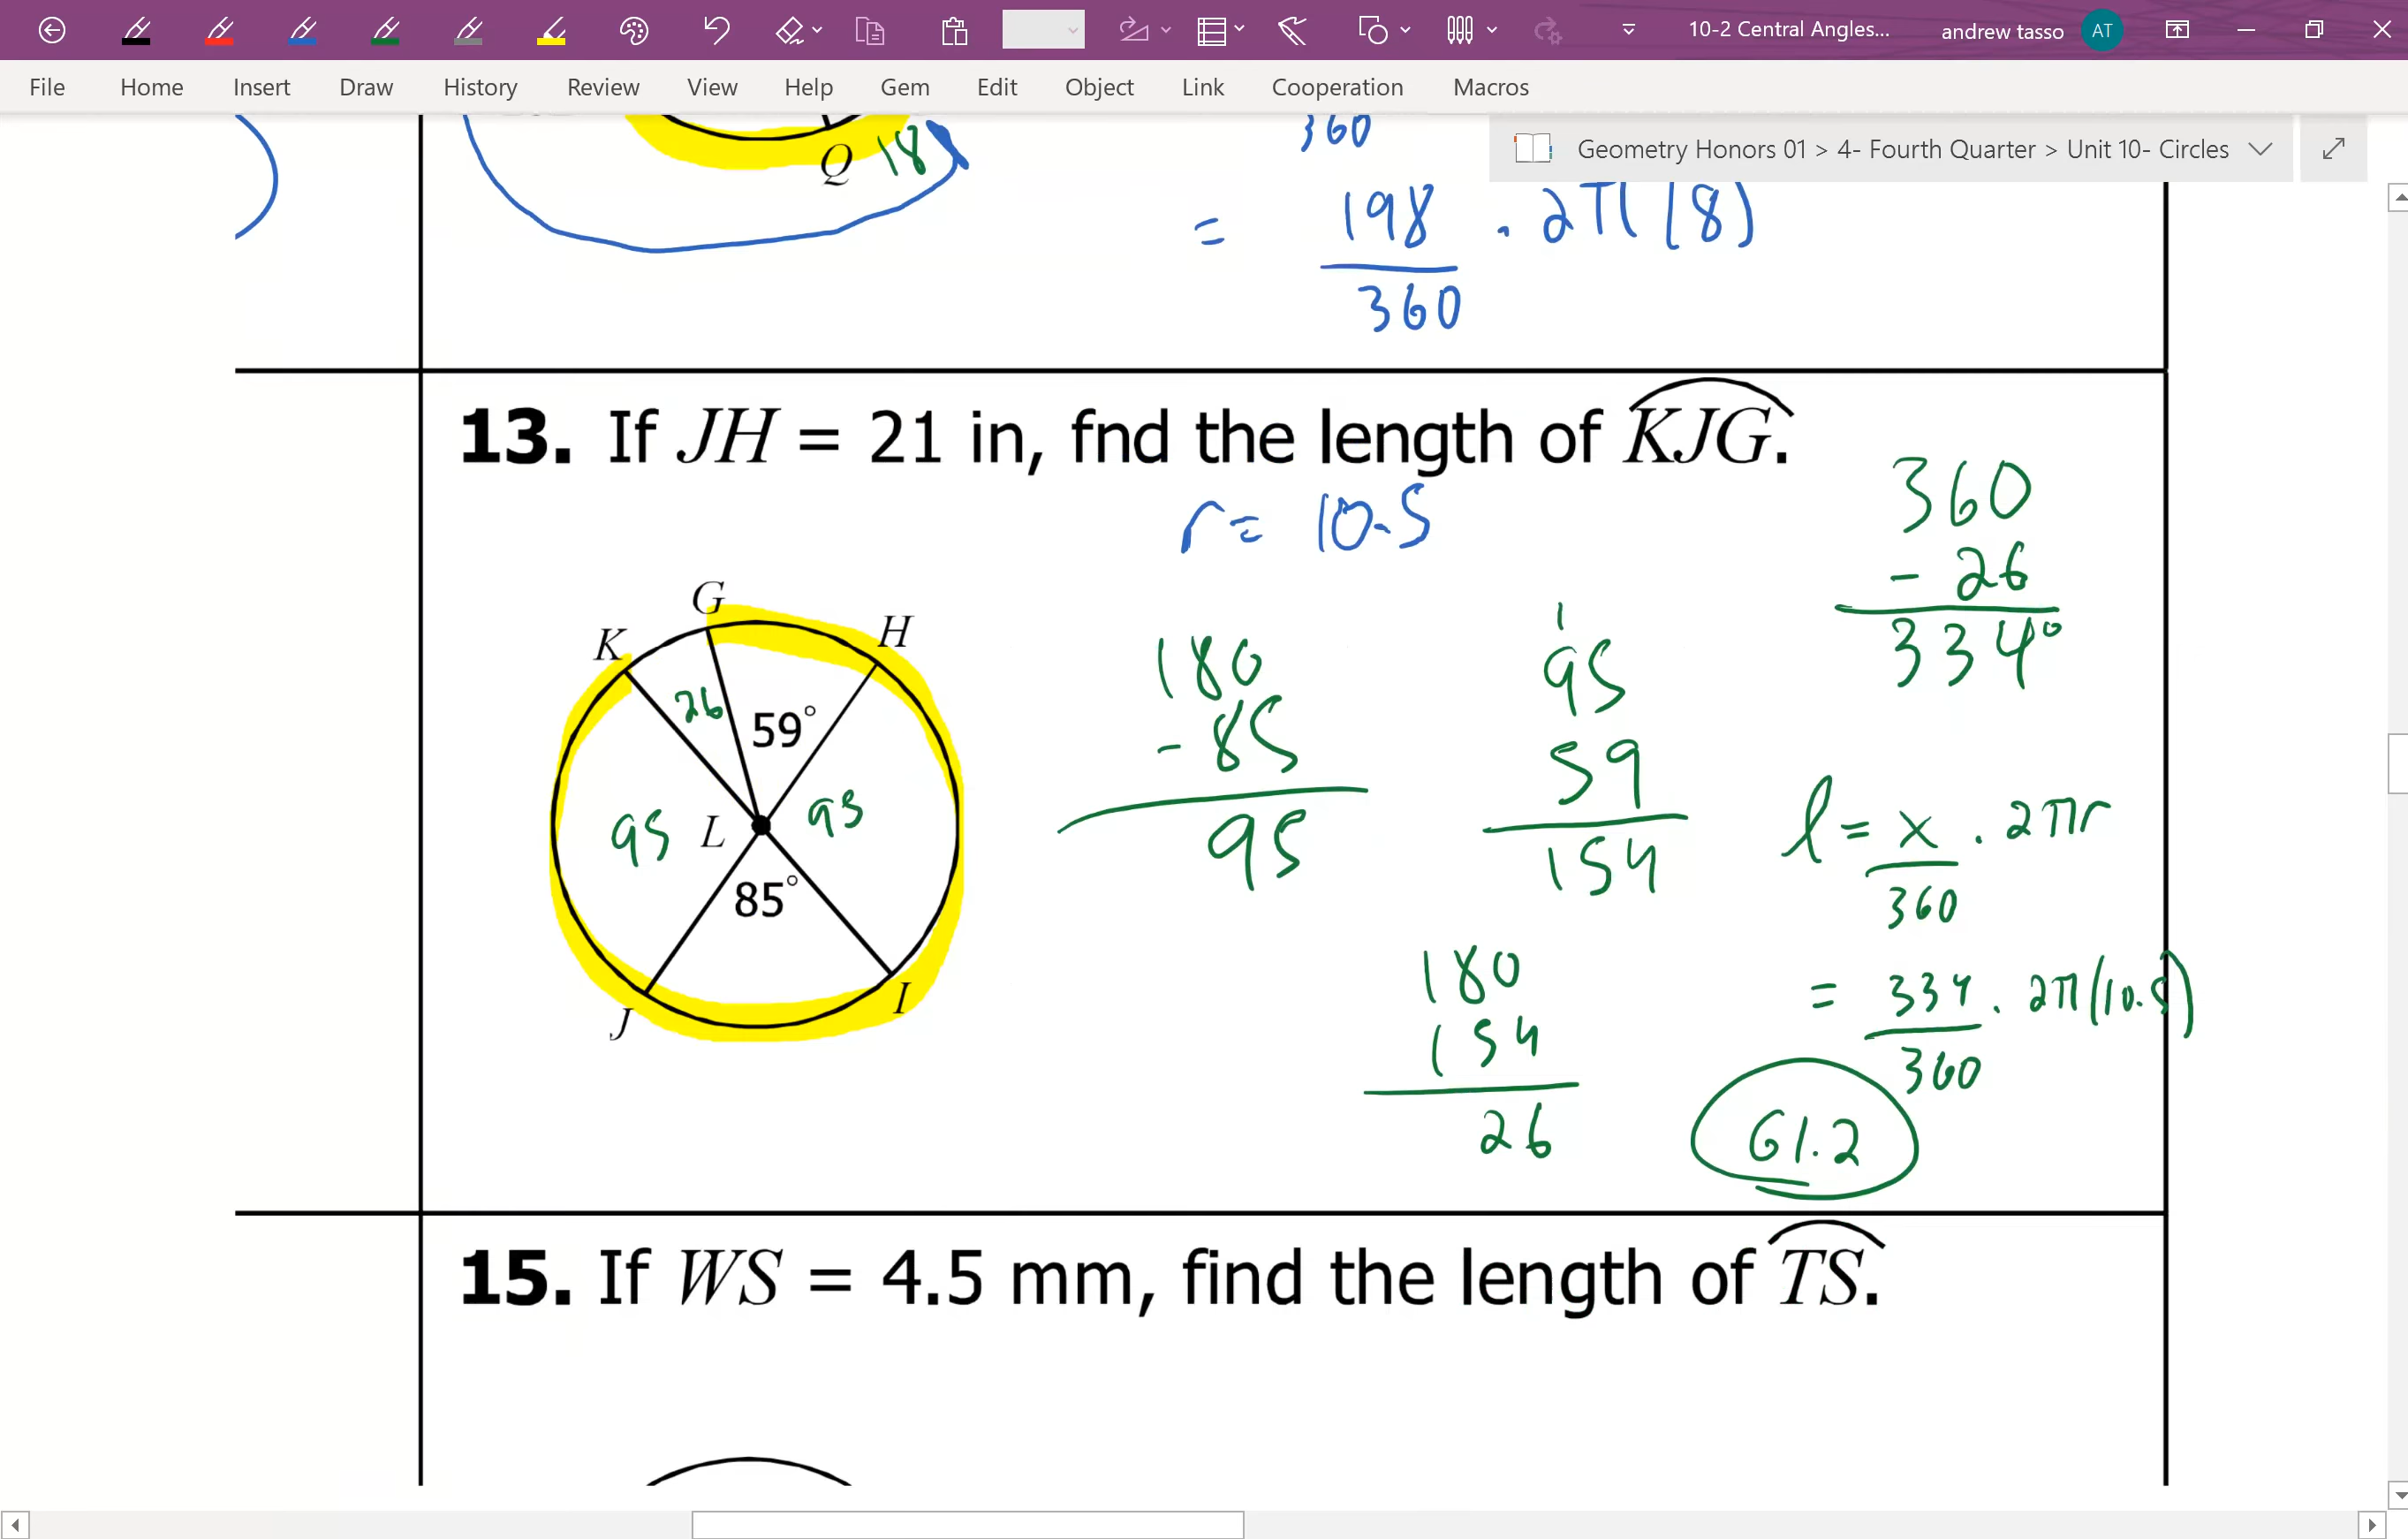 10-2 Central Angles... andrew tasso AT
File Home Insert Draw History Review View Help Gem Edit Object Link Cooperation Macros
Geometry Honors 01 > 4- Fourth Quarter > Unit 10- Circles
Q 18
360
= 198/360 · 2π(8)
13. If JH = 21 in, fnd the length of KJG.
r = 10.5
G
K
H
26
59°
95
L
95
85°
J
I
180
- 85
95
1
95
59
154
180
154
26
360
- 26
334°
l = x/360 · 2πr
= 334/360 · 2π(10.5)
61.2
15. If WS = 4.5 mm, find the length of TS.